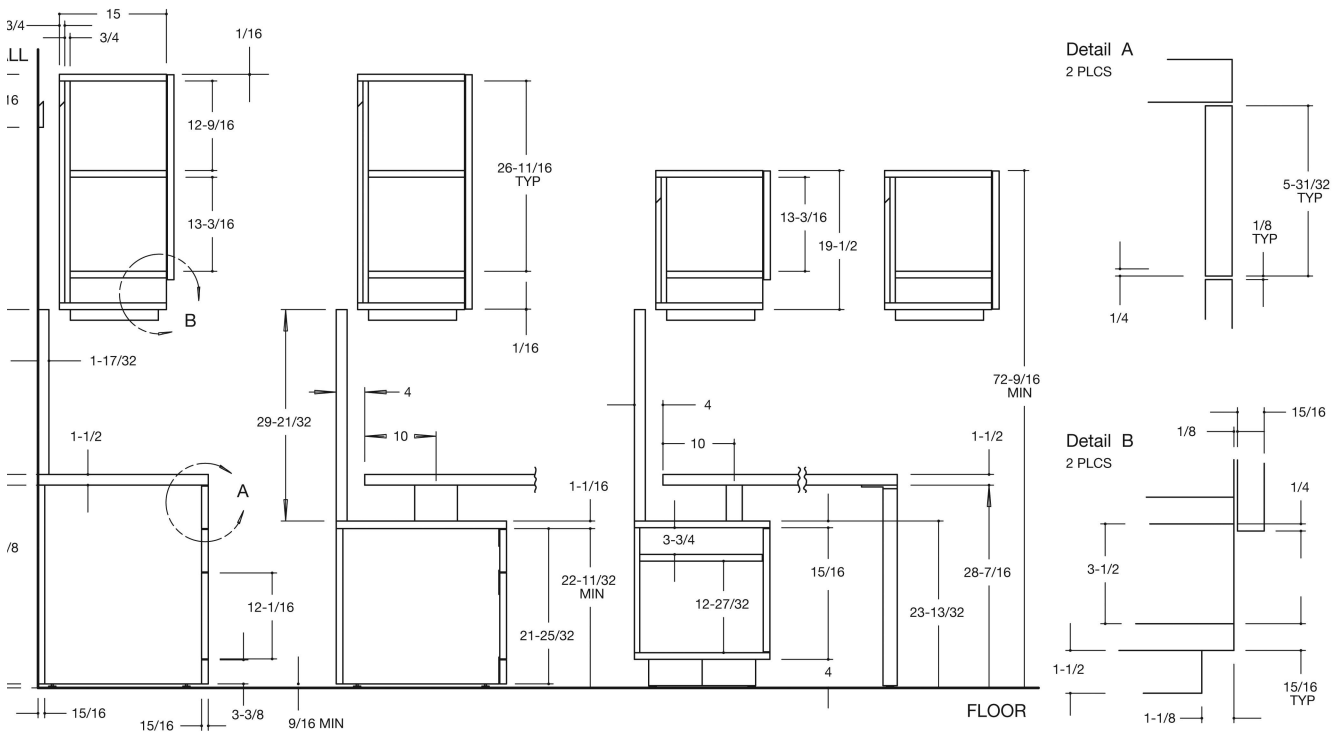 15
3/4
3/4
1/16
LL
16
12-9/16
13-3/16
B
26-11/16
TYP
1/16
13-3/16
19-1/2
72-9/16
MIN
Detail A
2 PLCS
5-31/32
TYP
1/8
TYP
1/4
1-17/32
1-1/2
A
/8
12-1/16
15/16
15/16
3-3/8
9/16 MIN
29-21/32
4
10
1-1/16
22-11/32
MIN
21-25/32
4
10
1-1/2
3-3/4
15/16
12-27/32
4
23-13/32
28-7/16
FLOOR
Detail B
2 PLCS
1/8
15/16
1/4
3-1/2
1-1/2
1-1/8
15/16
TYP